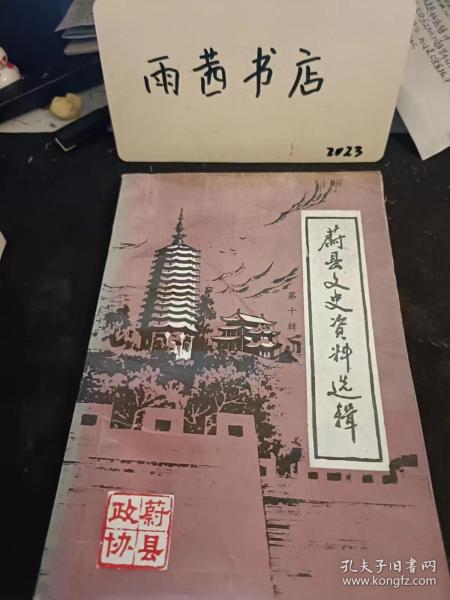 雨茜书店
2023
蔚县文史资料选辑
第十辑
蔚县
政协
孔夫子旧书网
www.kongfz.com